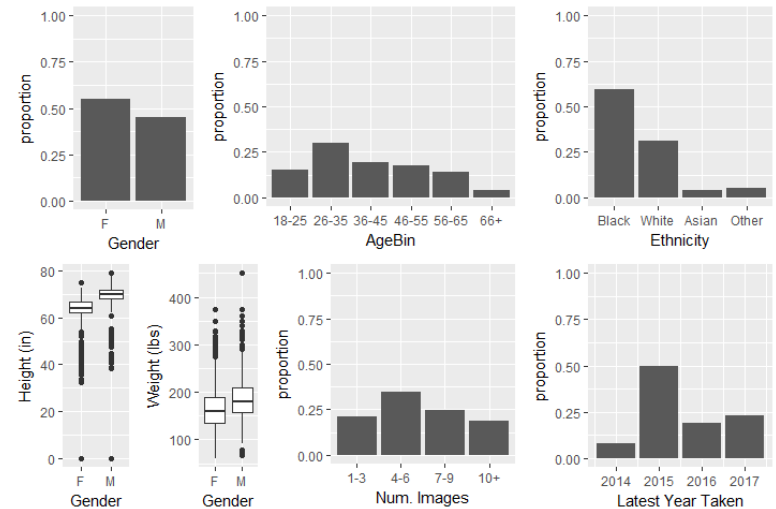 1.00
0.75
0.50
0.25
0.00
proportion
F M
Gender
1.00
0.75
0.50
0.25
0.00
proportion
18-25 26-35 36-45 46-55 56-65 66+
AgeBin
1.00
0.75
0.50
0.25
0.00
proportion
Black White Asian Other
Ethnicity
80
60
40
20
0
Height (in)
F M
Gender
400
300
200
100
Weight (lbs)
F M
Gender
1.00
0.75
0.50
0.25
0.00
proportion
1-3 4-6 7-9 10+
Num. Images
1.00
0.75
0.50
0.25
0.00
proportion
2014 2015 2016 2017
Latest Year Taken